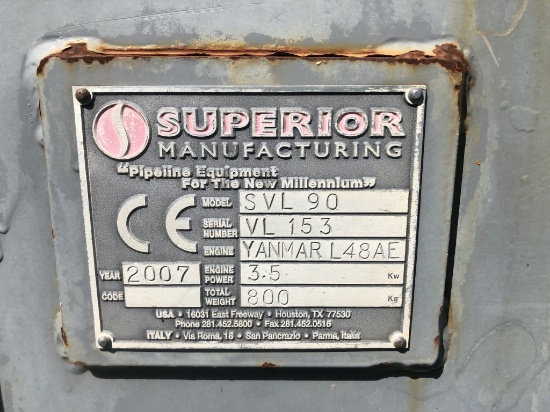 SUPERIOR
MANUFACTURING
"Pipeline Equipment
For The New Millennium"
MODEL SVL 90
SERIAL NUMBER VL 153
ENGINE YANMAR L48AE
YEAR 2007 ENGINE POWER 3.5 Kw
CODE TOTAL WEIGHT 800 Kg
USA • 16031 East Freeway • Houston, TX 77530
Phone 281.452.5800 • Fax 281.452.0515
ITALY • Via Roma, 18 • San Pancrazio • Parma, Italia
CE